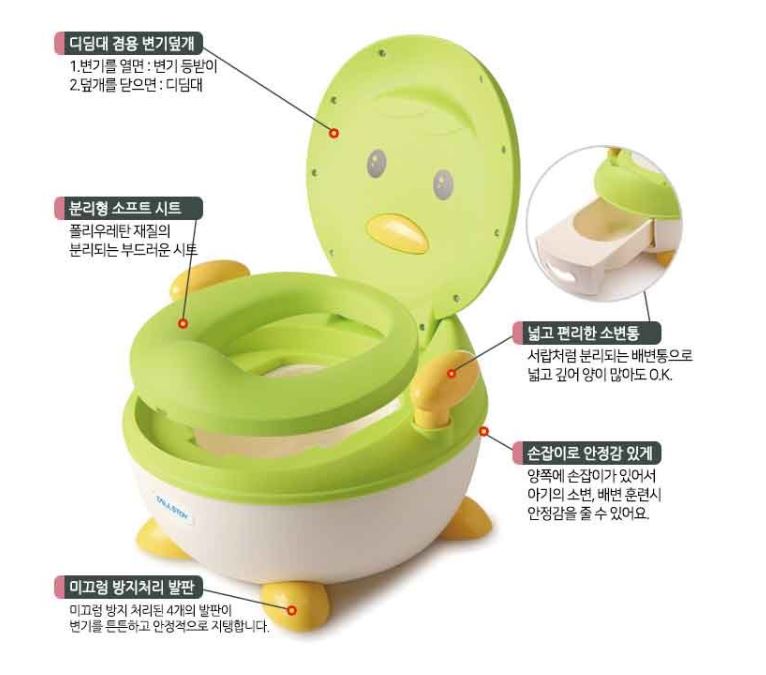 디딤대 겸용 변기덮개
1.변기를 열면 : 변기 등받이
2.덮개를 닫으면 : 디딤대
분리형 소프트 시트
폴리우레탄 재질의
분리되는 부드러운 시트
넓고 편리한 소변통
서랍처럼 분리되는 배변통으로
넓고 깊어 양이 많아도 O.K.
손잡이로 안정감 있게
양쪽에 손잡이가 있어서
아기의 소변, 배변 훈련시
안정감을 줄 수 있어요.
미끄럼 방지처리 발판
미끄럼 방지 처리된 4개의 발판이
변기를 튼튼하고 안정적으로 지탱합니다.